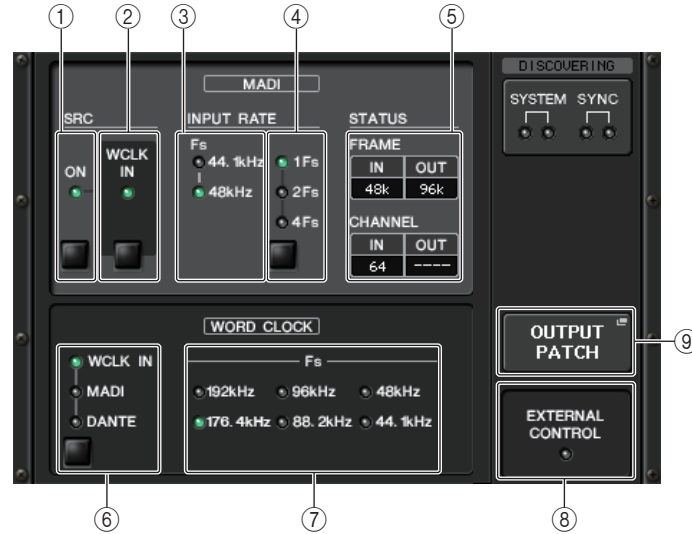 ① ② ③ ④ ⑤
DISCOVERING
MADI
SYSTEM SYNC
SRC INPUT RATE STATUS
ON
WCLK IN
Fs
44.1kHz
48kHz
1Fs
2Fs
4Fs
FRAME
IN OUT
48k 96k
CHANNEL
IN OUT
64 ----
WORD CLOCK
WCLK IN
MADI
DANTE
Fs
192kHz 96kHz 48kHz
176.4kHz 88.2kHz 44.1kHz
OUTPUT
PATCH
⑨
EXTERNAL
CONTROL
⑥ ⑦ ⑧